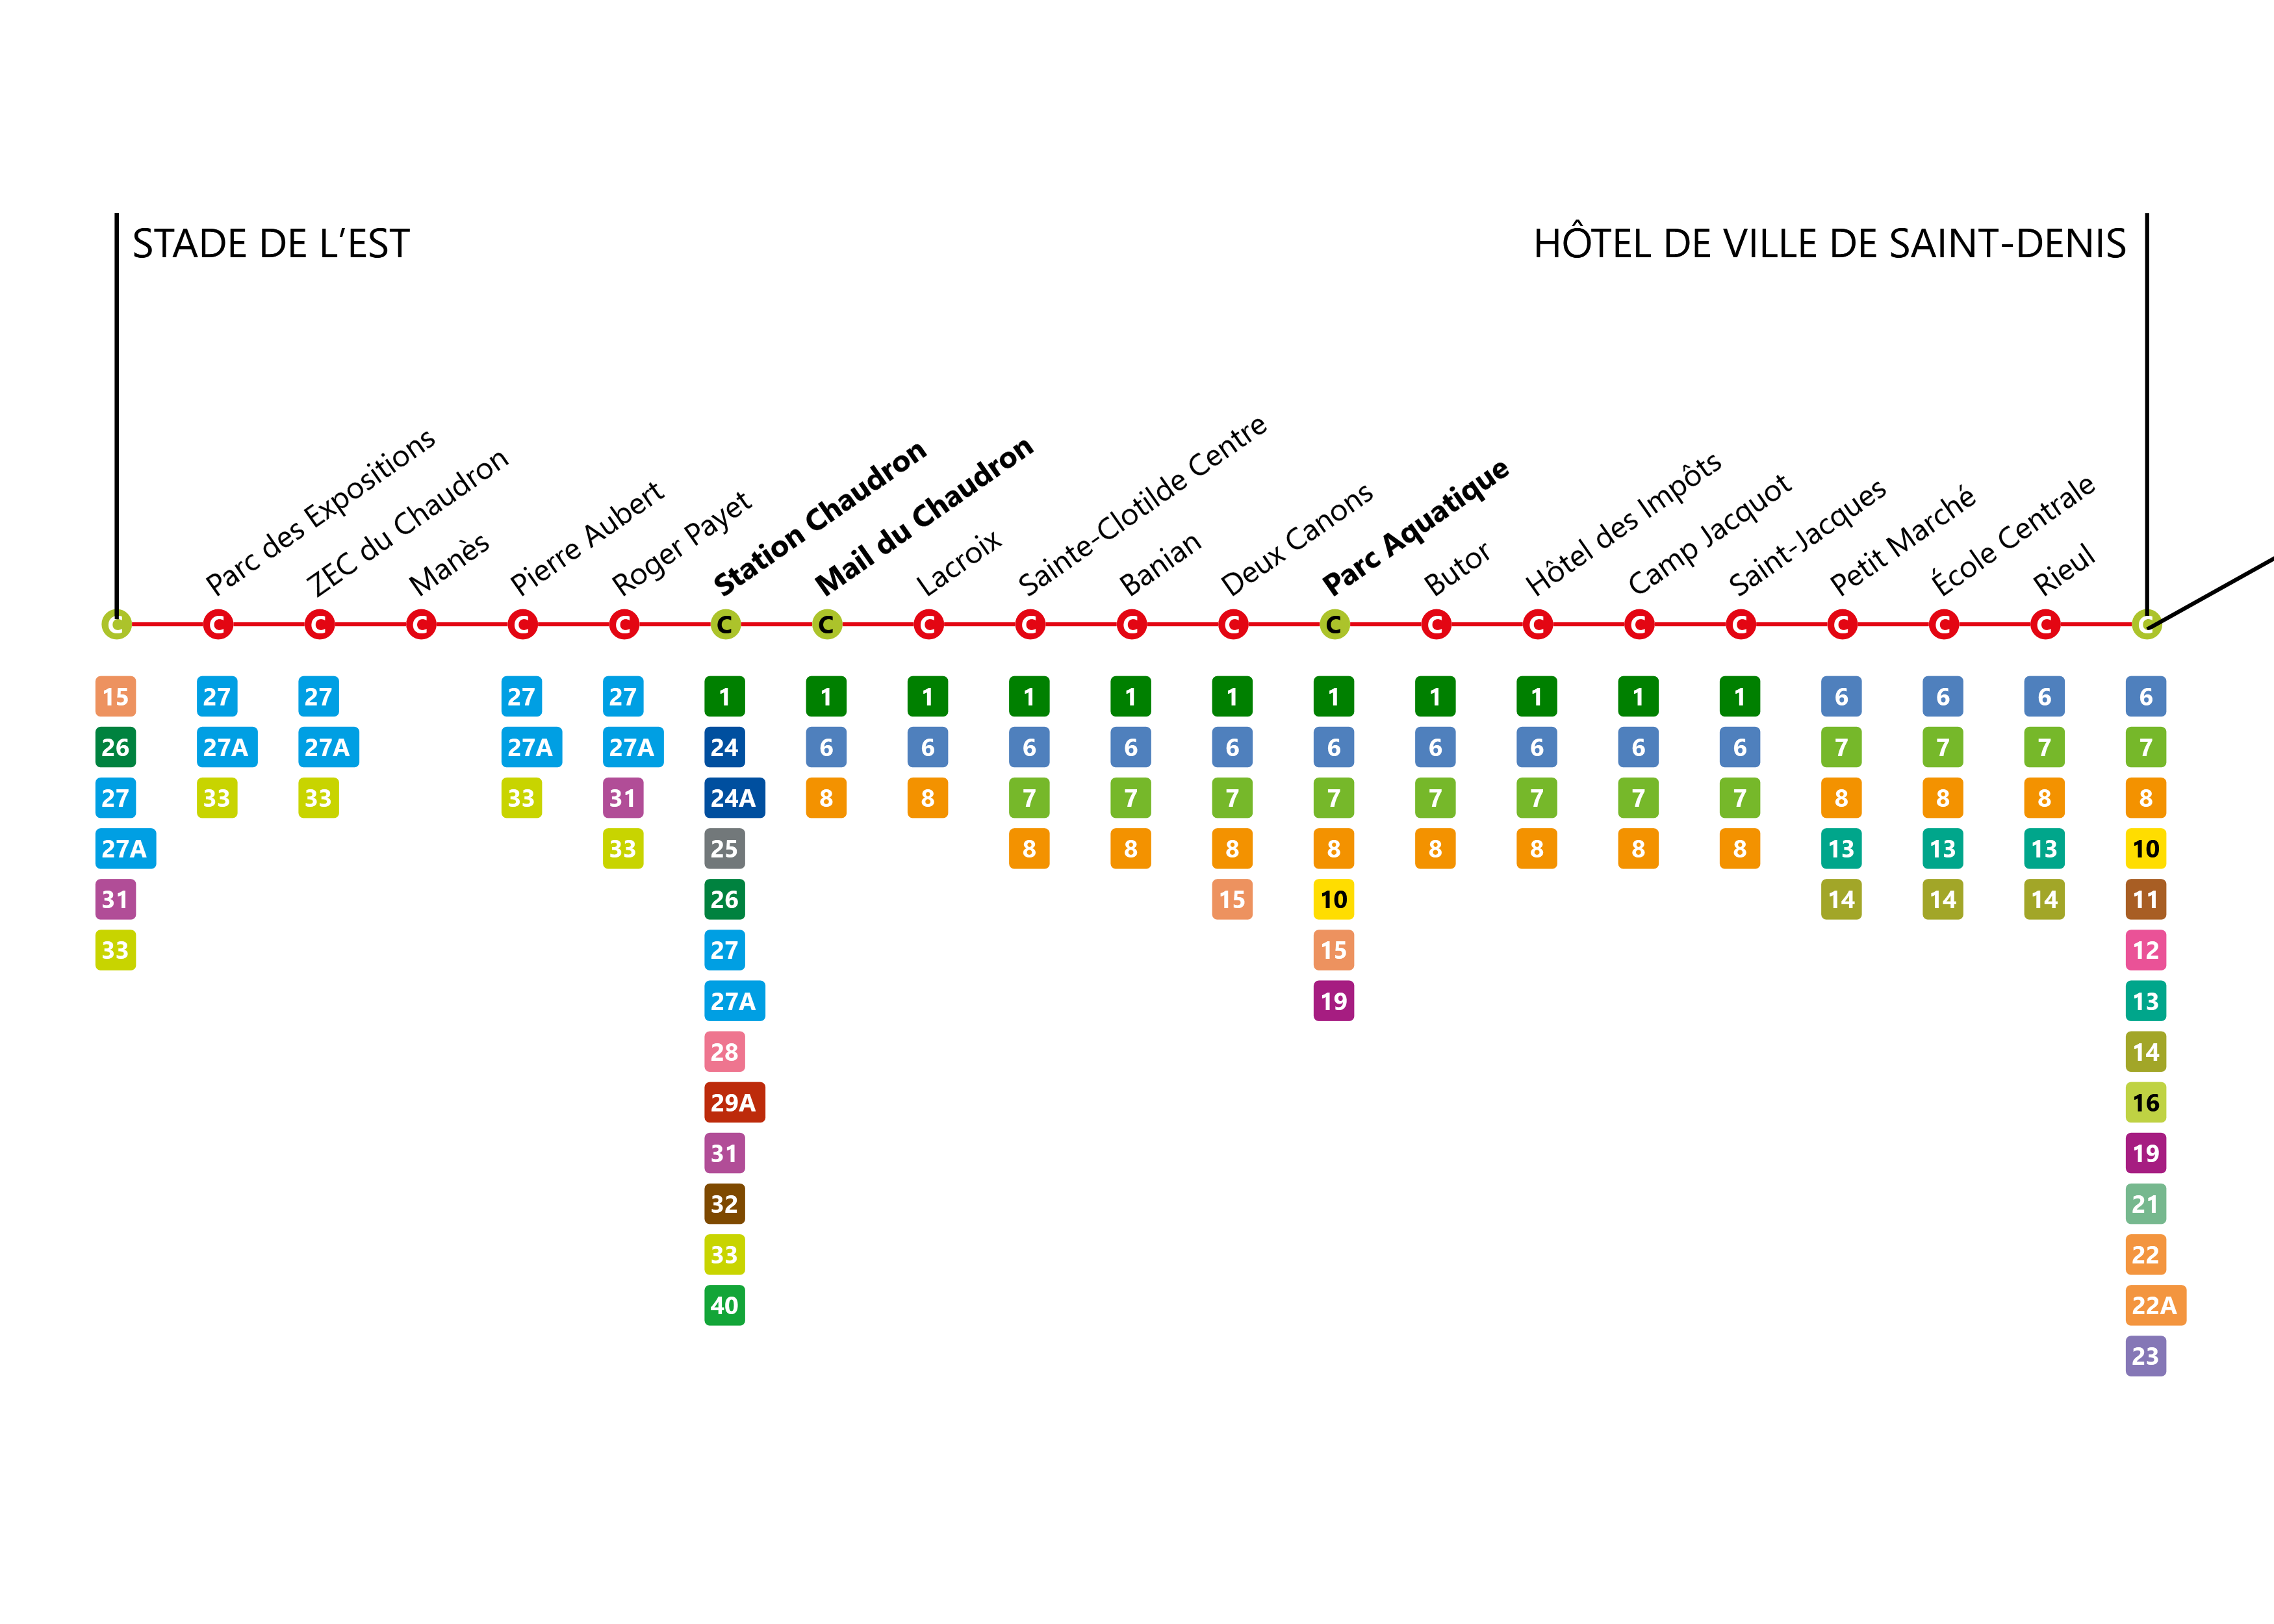 STADE DE L’EST
HÔTEL DE VILLE DE SAINT-DENIS
Parc des Expositions
ZEC du Chaudron
Manès
Pierre Aubert
Roger Payet
Station Chaudron
Mail du Chaudron
Lacroix
Sainte-Clotilde Centre
Banian
Deux Canons
Parc Aquatique
Butor
Hôtel des Impôts
Camp Jacquot
Saint-Jacques
Petit Marché
École Centrale
Rieul
C C C C C C C C C C C C C C C C C C C C C
15 27 27 27 27 1 1 1 1 1 1 1 1 1 1 1 6 6 6 6
26 27A 27A 27A 27A 24 6 6 6 6 6 6 6 6 6 6 7 7 7 7
27 33 33 33 31 24A 8 8 7 7 7 7 7 7 7 7 8 8 8 8
27A 33 25 8 8 8 8 8 8 8 8 13 13 13 10
31 26 15 10 14 14 14 11
33 27 15 12
27A 19 13
28 14
29A 16
31 19
32 21
33 22
40 22A
23